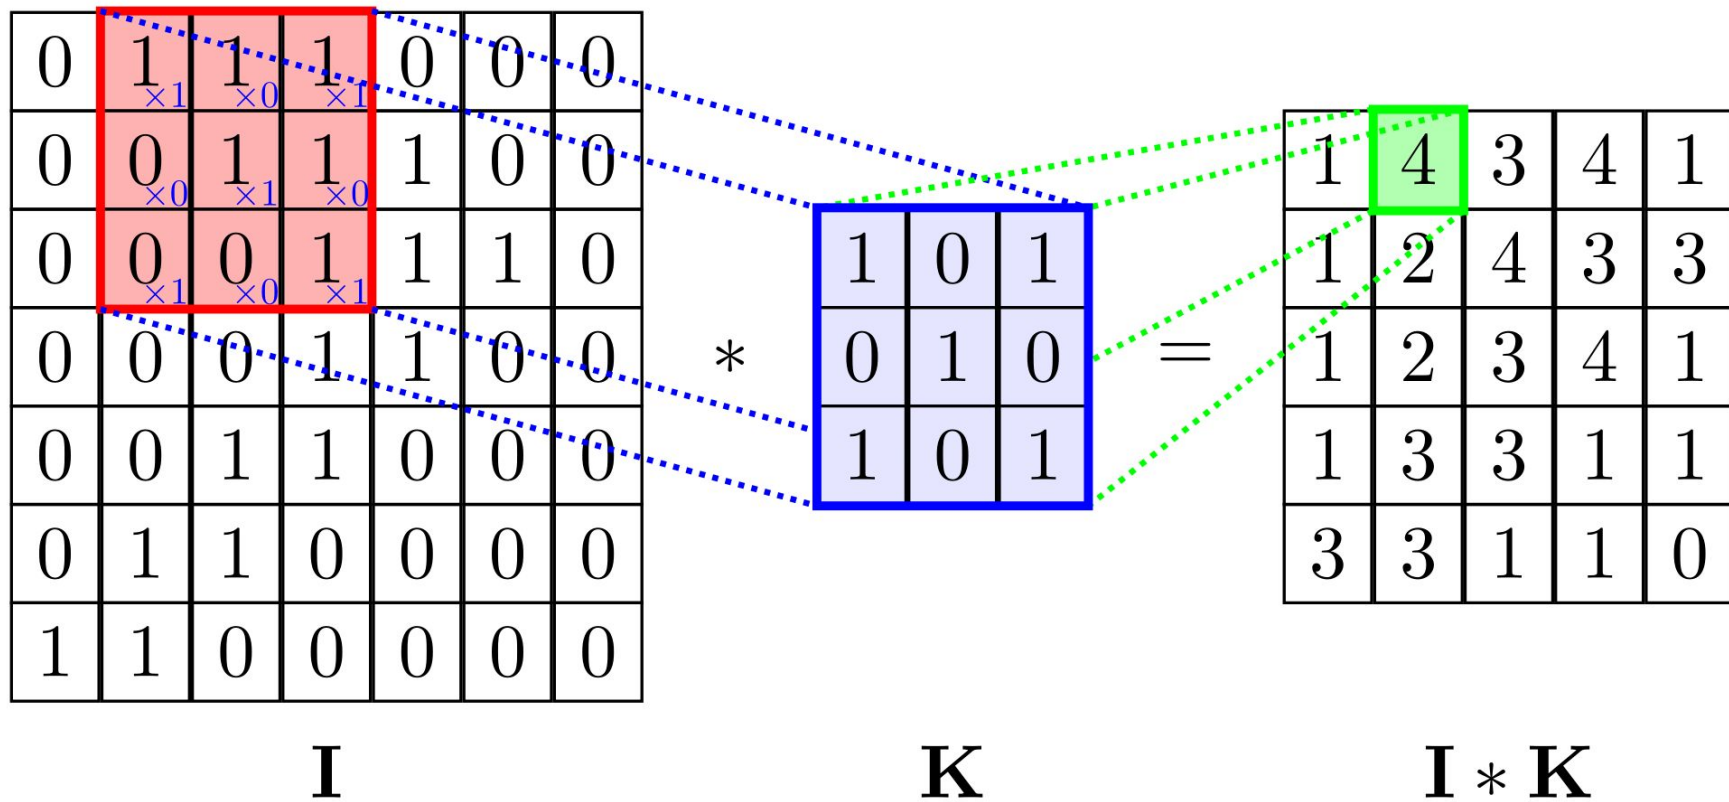 0 1 1 1 0 0 0
×1 ×0 ×1
0 0 1 1 1 0 0
×0 ×1 ×0
0 0 0 1 1 1 0
×1 ×0 ×1
0 0 0 1 1 0 0
0 0 1 1 0 0 0
0 1 1 0 0 0 0
1 1 0 0 0 0 0
I
*
1 0 1
0 1 0
1 0 1
K
=
1 4 3 4 1
1 2 4 3 3
1 2 3 4 1
1 3 3 1 1
3 3 1 1 0
I * K